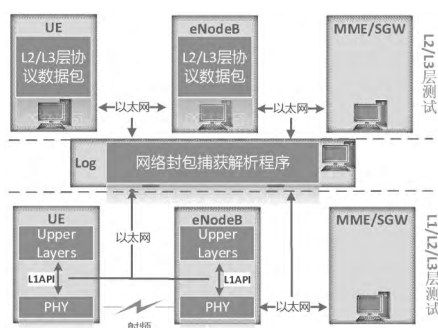 UE
eNodeB
MME/SGW
L2/L3层协
议数据包
L2/L3层协
议数据包
以太网
以太网
L2/L3层测试
Log
网络封包捕获解析程序
UE
eNodeB
MME/SGW
Upper
Layers
以太网
Upper
Layers
L1API
L1API
PHY
PHY
以太网
射频
L1/L2/L3层测试